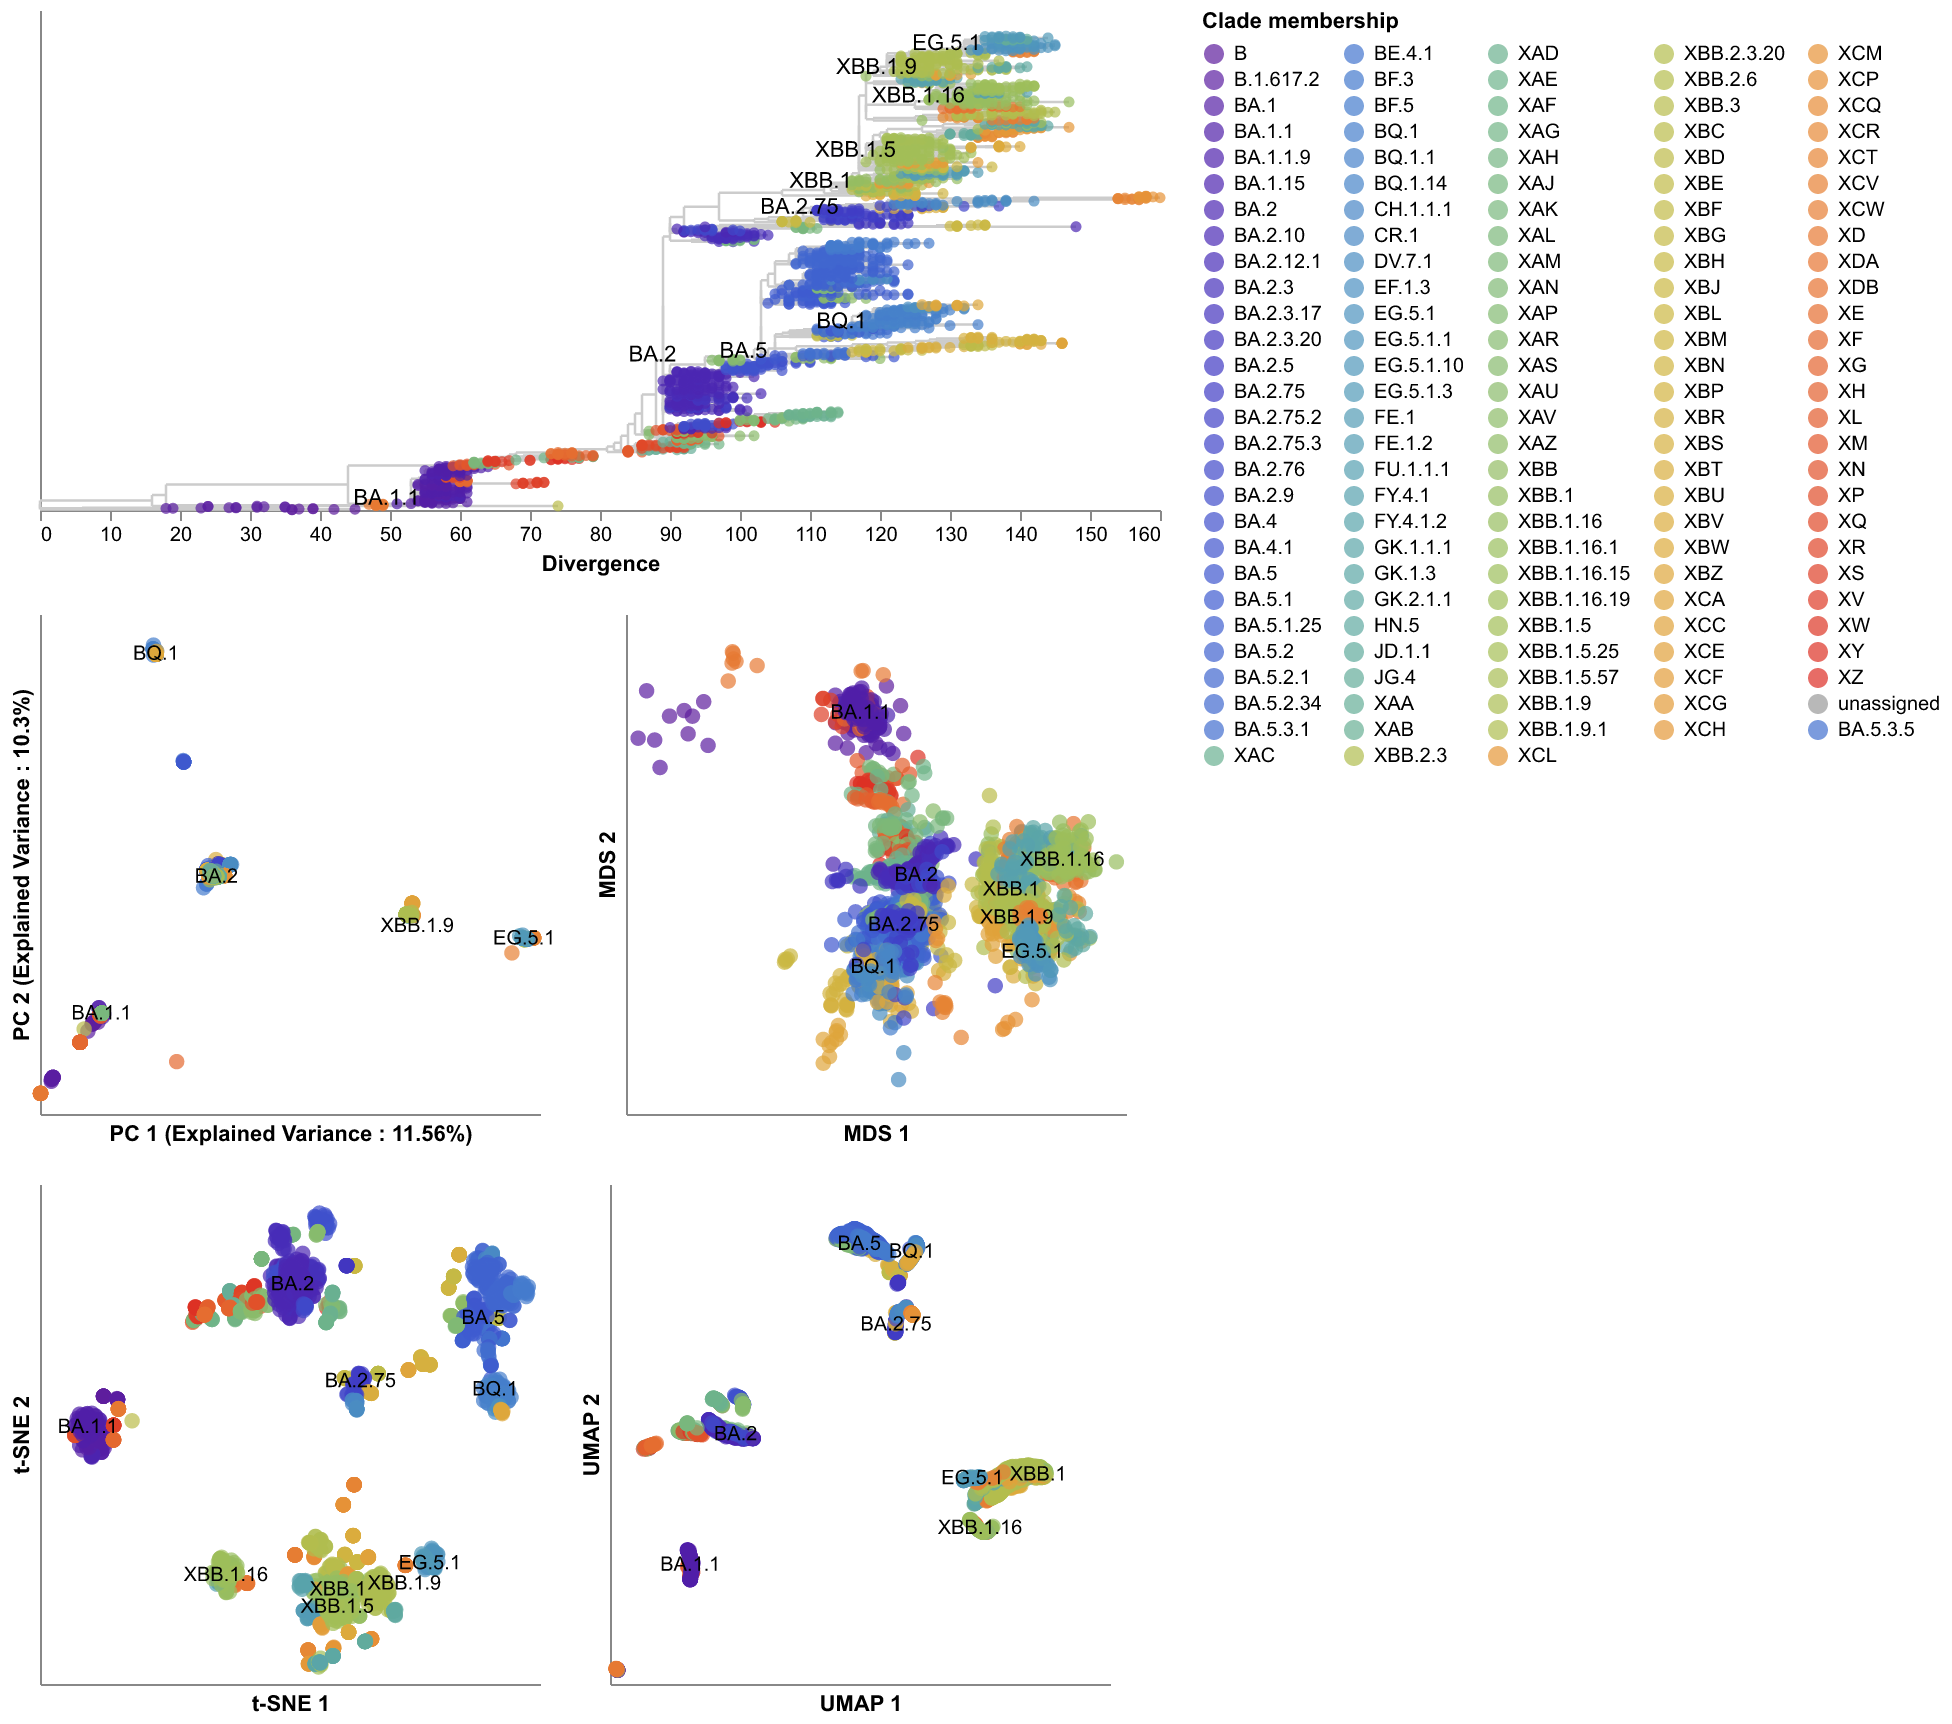 Clade membership
B
B.1.617.2
BA.1
BA.1.1
BA.1.1.9
BA.1.15
BA.2
BA.2.10
BA.2.12.1
BA.2.3
BA.2.3.17
BA.2.3.20
BA.2.5
BA.2.75
BA.2.75.2
BA.2.75.3
BA.2.76
BA.2.9
BA.4
BA.4.1
BA.5
BA.5.1
BA.5.1.25
BA.5.2
BA.5.2.1
BA.5.2.34
BA.5.3.1
XAC
BE.4.1
BF.3
BF.5
BQ.1
BQ.1.1
BQ.1.14
CH.1.1.1
CR.1
DV.7.1
EF.1.3
EG.5.1
EG.5.1.1
EG.5.1.10
EG.5.1.3
FE.1
FE.1.2
FU.1.1.1
FY.4.1
FY.4.1.2
GK.1.1.1
GK.1.3
GK.2.1.1
HN.5
JD.1.1
JG.4
XAA
XAB
XBB.2.3
XAD
XAE
XAF
XAG
XAH
XAJ
XAK
XAL
XAM
XAN
XAP
XAR
XAS
XAU
XAV
XAZ
XBB
XBB.1
XBB.1.16
XBB.1.16.1
XBB.1.16.15
XBB.1.16.19
XBB.1.5
XBB.1.5.25
XBB.1.5.57
XBB.1.9
XBB.1.9.1
XCL
XBB.2.3.20
XBB.2.6
XBB.3
XBC
XBD
XBE
XBF
XBG
XBH
XBJ
XBL
XBM
XBN
XBP
XBR
XBS
XBT
XBU
XBV
XBW
XBZ
XCA
XCC
XCE
XCF
XCG
XCH
XCM
XCP
XCQ
XCR
XCT
XCV
XCW
XD
XDA
XDB
XE
XF
XG
XH
XL
XM
XN
XP
XQ
XR
XS
XV
XW
XY
XZ
unassigned
BA.5.3.5
EG.5.1
XBB.1.9
XBB.1.16
XBB.1.5
XBB.1
BA.2.75
BQ.1
BA.5
BA.2
BA.1.1
0 10 20 30 40 50 60 70 80 90 100 110 120 130 140 150 160
Divergence
BQ.1
BA.2
XBB.1.9
EG.5.1
BA.1.1
PC 2 (Explained Variance : 10.3%)
PC 1 (Explained Variance : 11.56%)
BA.1.1
XBB.1.16
BA.2
XBB.1
XBB.1.9
BA.2.75
EG.5.1
BQ.1
MDS 2
MDS 1
BA.2
BA.5
BA.2.75
BQ.1
BA.1.1
EG.5.1
XBB.1.16
XBB.1.9
XBB.1
XBB.1.5
t-SNE 2
t-SNE 1
BA.5
BQ.1
BA.2.75
BA.2
EG.5.1
XBB.1
XBB.1.16
BA.1.1
UMAP 2
UMAP 1